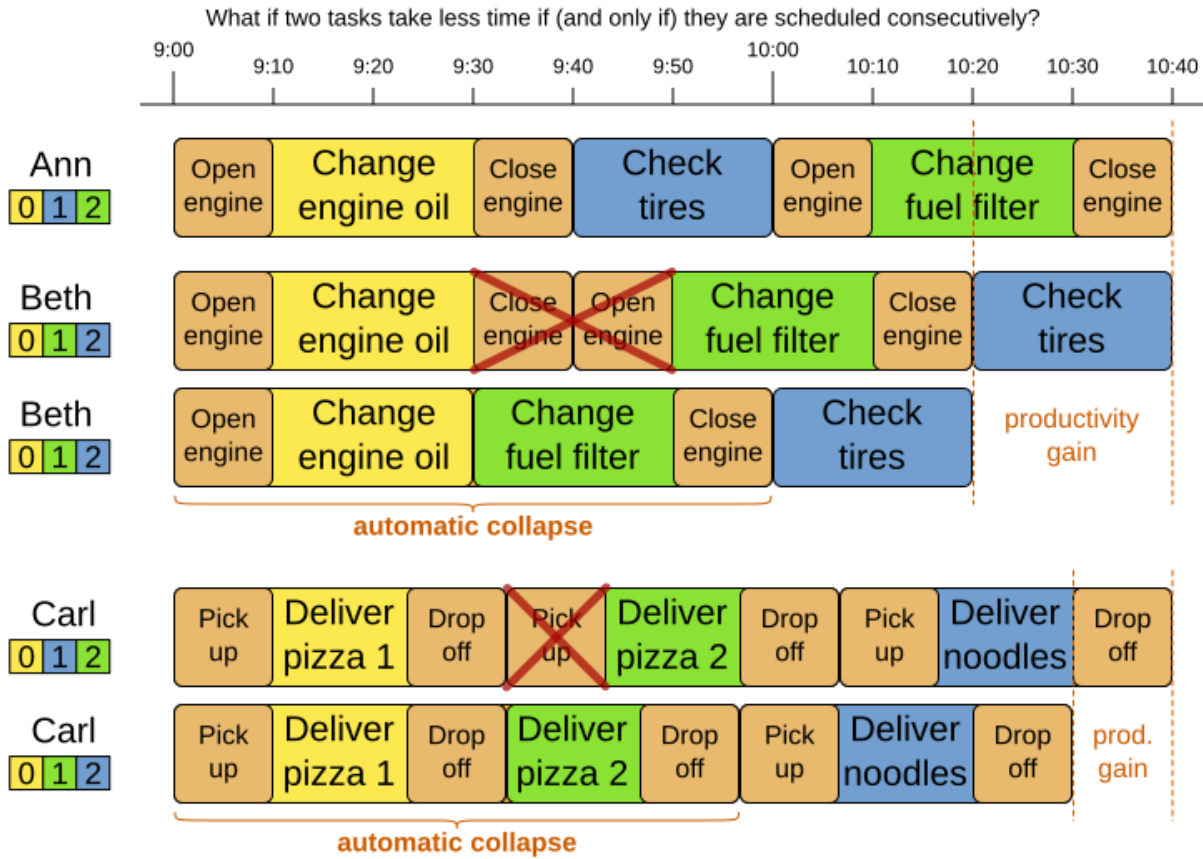 What if two tasks take less time if (and only if) they are scheduled consecutively?
9:00 10:00
9:10 9:20 9:30 9:40 9:50 10:10 10:20 10:30 10:40
Ann
0 1 2
Open engine
Change engine oil
Close engine
Check tires
Open engine
Change fuel filter
Close engine
Beth
0 1 2
Open engine
Change engine oil
Close engine
Open engine
Change fuel filter
Close engine
Check tires
Beth
0 1 2
Open engine
Change engine oil
Change fuel filter
Close engine
Check tires
productivity gain
automatic collapse
Carl
0 1 2
Pick up
Deliver pizza 1
Drop off
Pick up
Deliver pizza 2
Drop off
Pick up
Deliver noodles
Drop off
Carl
0 1 2
Pick up
Deliver pizza 1
Drop off
Deliver pizza 2
Drop off
Pick up
Deliver noodles
Drop off
prod. gain
automatic collapse